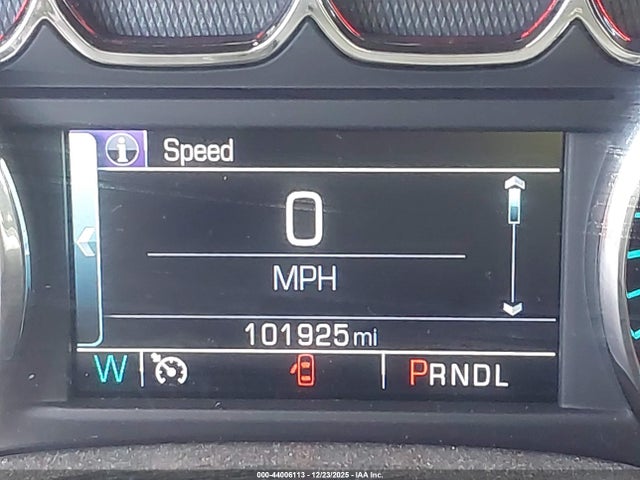 Speed
0
MPH
101925mi
W PRNDL
000-44006113 - 12/23/2025 - IAA Inc.